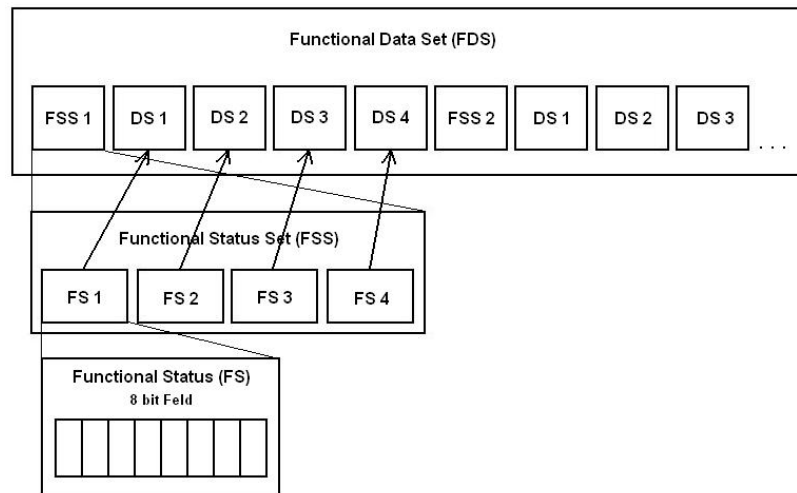 Functional Data Set (FDS)
FSS 1 DS 1 DS 2 DS 3 DS 4 FSS 2 DS 1 DS 2 DS 3 . . .
Functional Status Set (FSS)
FS 1 FS 2 FS 3 FS 4
Functional Status (FS)
8 bit Feld